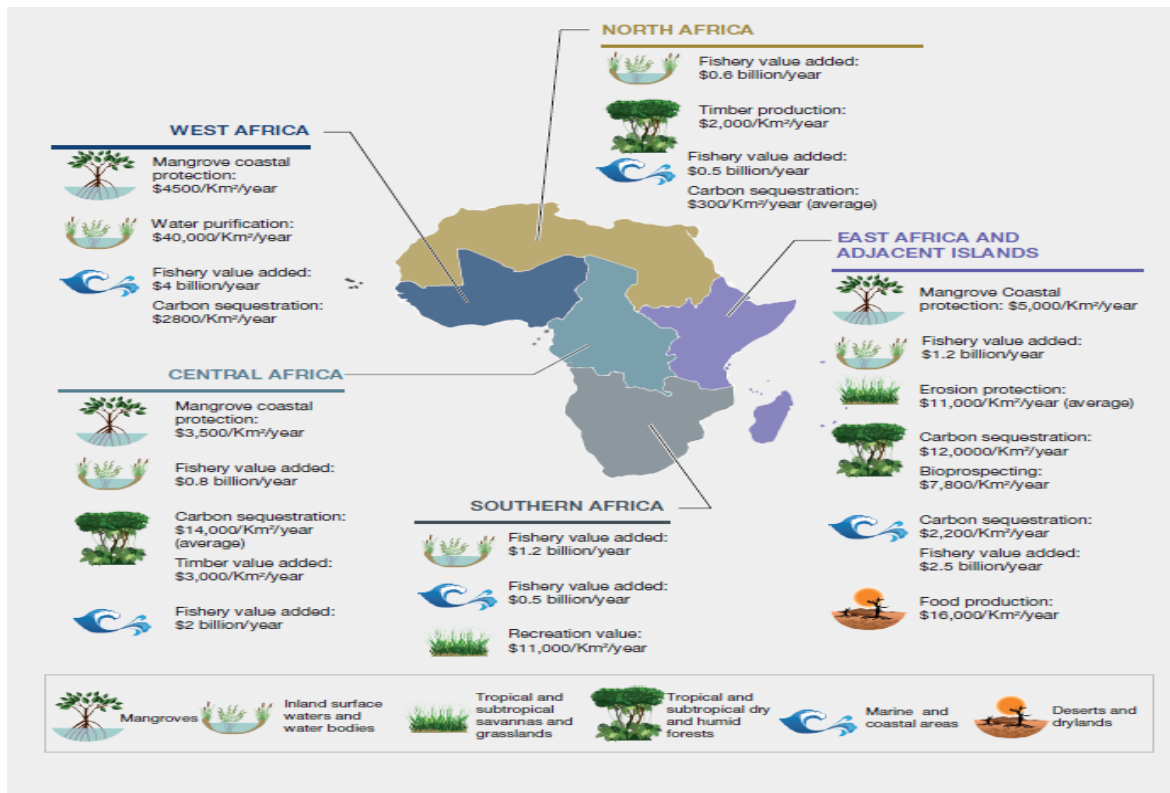 NORTH AFRICA
Fishery value added:
$0.6 billion/year
Timber production:
$2,000/Km²/year
Fishery value added:
$0.5 billion/year
Carbon sequestration:
$300/Km²/year (average)
WEST AFRICA
Mangrove coastal
protection:
$4500/Km²/year
Water purification:
$40,000/Km²/year
Fishery value added:
$4 billion/year
Carbon sequestration:
$2800/Km²/year
EAST AFRICA AND
ADJACENT ISLANDS
Mangrove Coastal
protection: $5,000/Km²/year
Fishery value added:
$1.2 billion/year
Erosion protection:
$11,000/Km²/year (average)
Carbon sequestration:
$12,0000/Km²/year
Bioprospecting:
$7,800/Km²/year
Carbon sequestration:
$2,200/Km²/year
Fishery value added:
$2.5 billion/year
Food production:
$16,000/Km²/year
CENTRAL AFRICA
Mangrove coastal
protection:
$3,500/Km²/year
Fishery value added:
$0.8 billion/year
Carbon sequestration:
$14,000/Km²/year
(average)
Timber value added:
$3,000/Km²/year
Fishery value added:
$2 billion/year
SOUTHERN AFRICA
Fishery value added:
$1.2 billion/year
Fishery value added:
$0.5 billion/year
Recreation value:
$11,000/Km²/year
Mangroves
Inland surface
waters and
water bodies
Tropical and
subtropical
savannas and
grasslands
Tropical and
subtropical dry
and humid
forests
Marine and
coastal areas
Deserts and
drylands